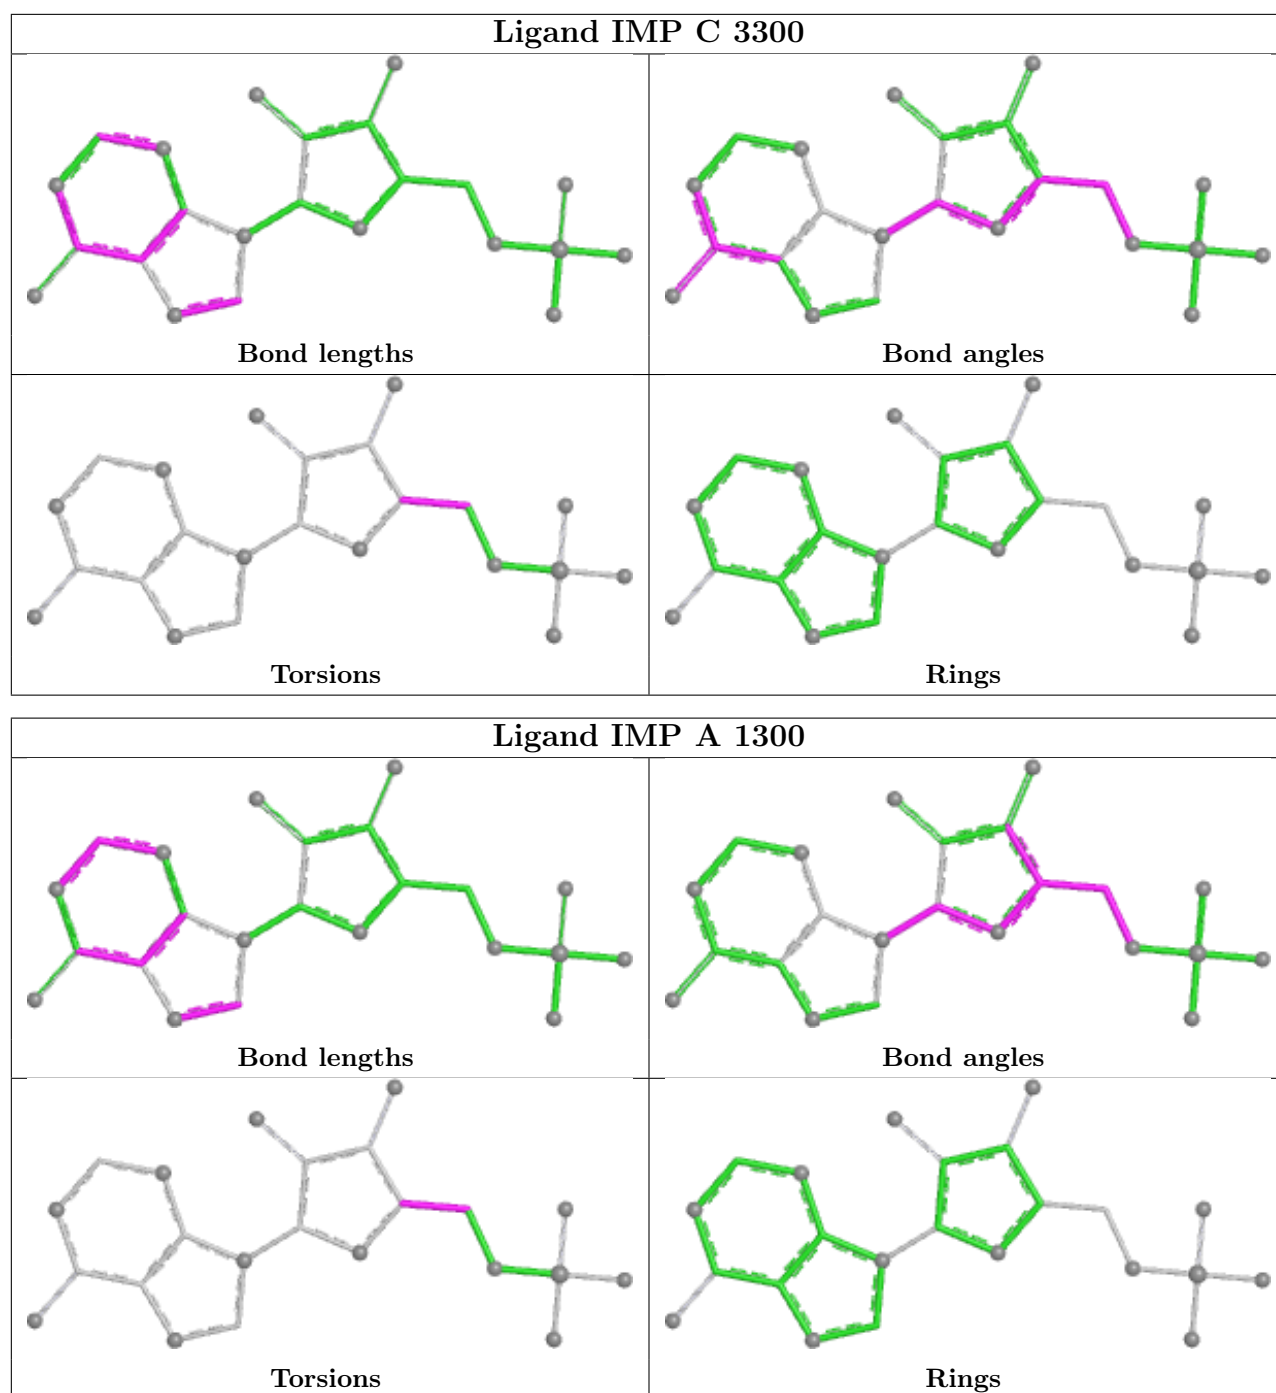 Ligand IMP C 3300
Bond lengths
Bond angles
Torsions
Rings
Ligand IMP A 1300
Bond lengths
Bond angles
Torsions
Rings